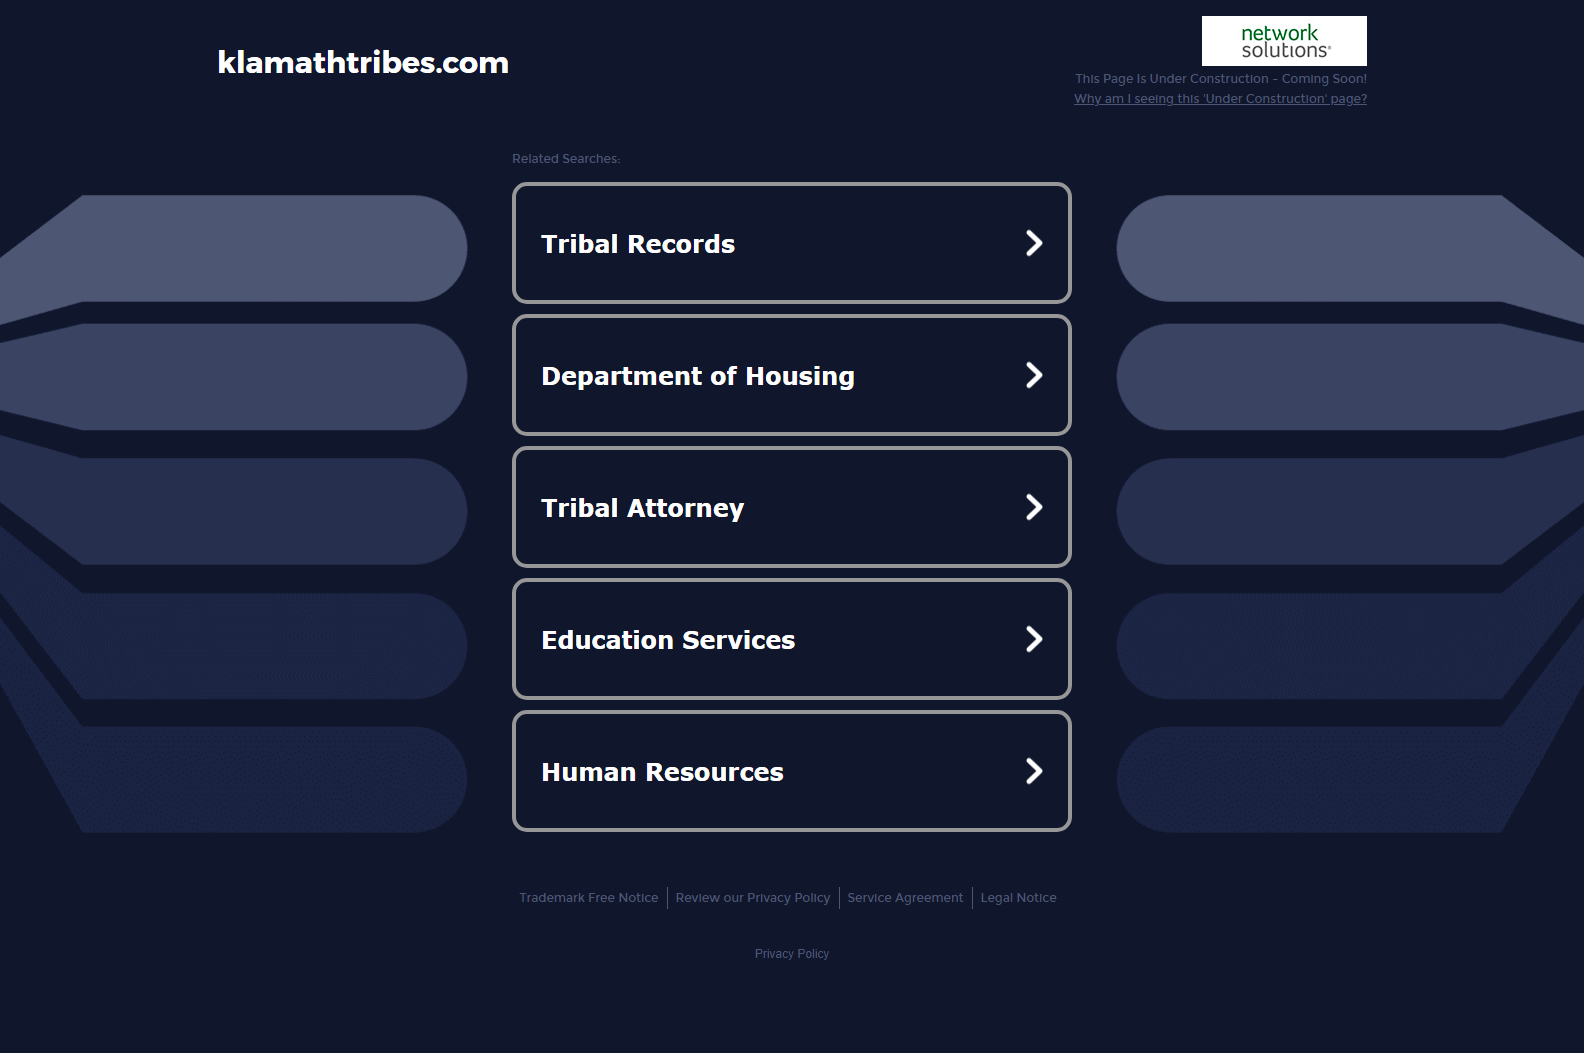 klamathtribes.com
network
solutions®
This Page Is Under Construction - Coming Soon!
Why am I seeing this 'Under Construction' page?
Related Searches:
Tribal Records
Department of Housing
Tribal Attorney
Education Services
Human Resources
Trademark Free Notice Review our Privacy Policy Service Agreement Legal Notice
Privacy Policy